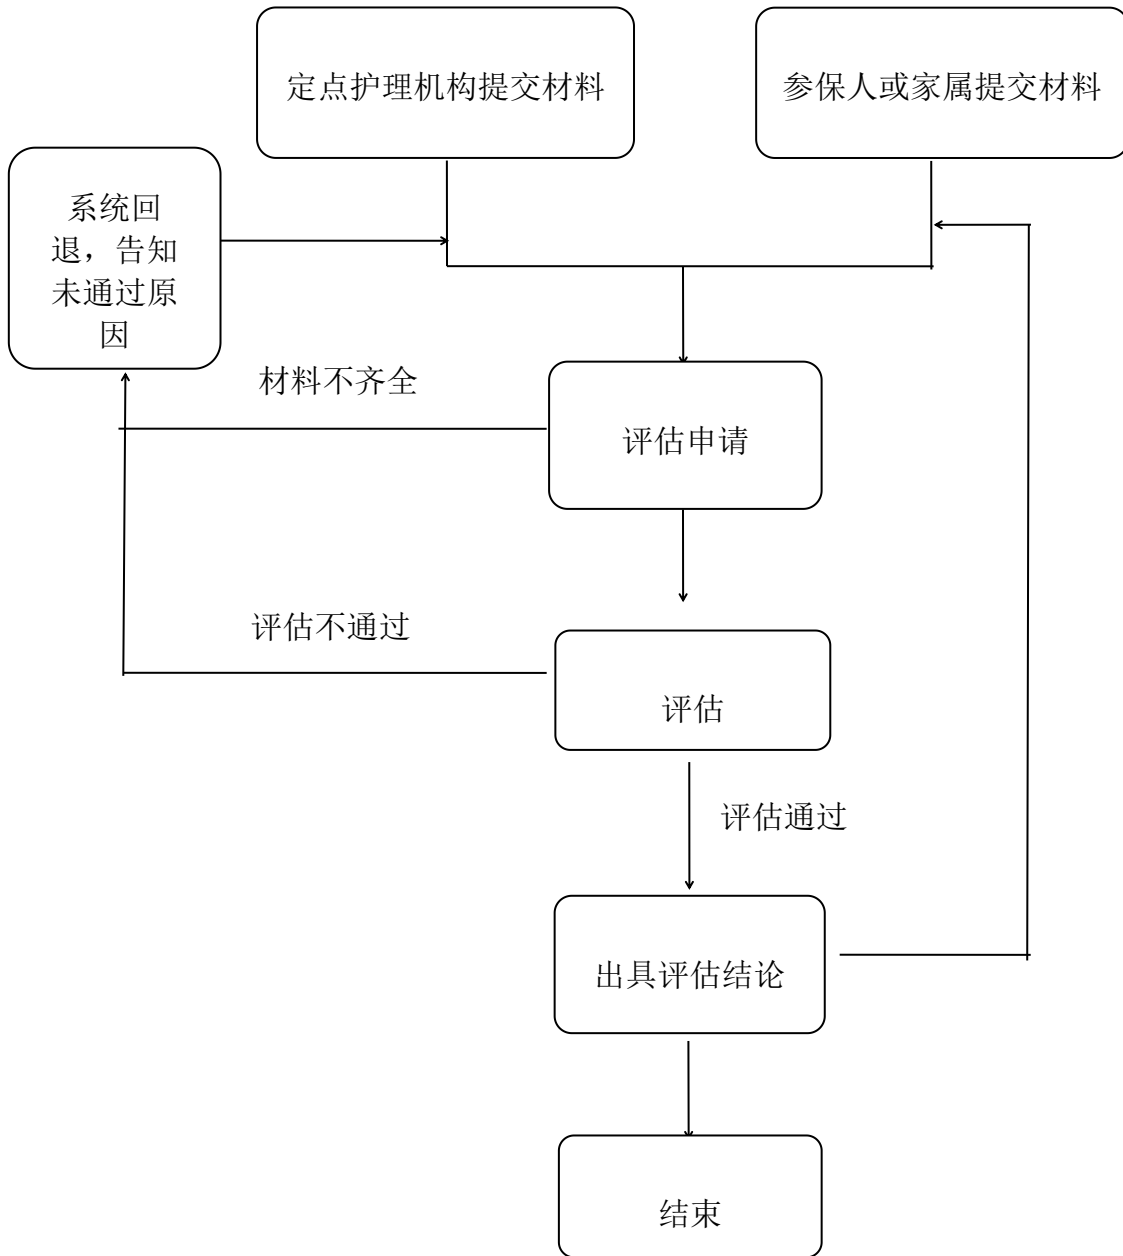 定点护理机构提交材料
参保人或家属提交材料
系统回
退，告知
未通过原
因
材料不齐全
评估申请
评估不通过
评估
评估通过
出具评估结论
结束